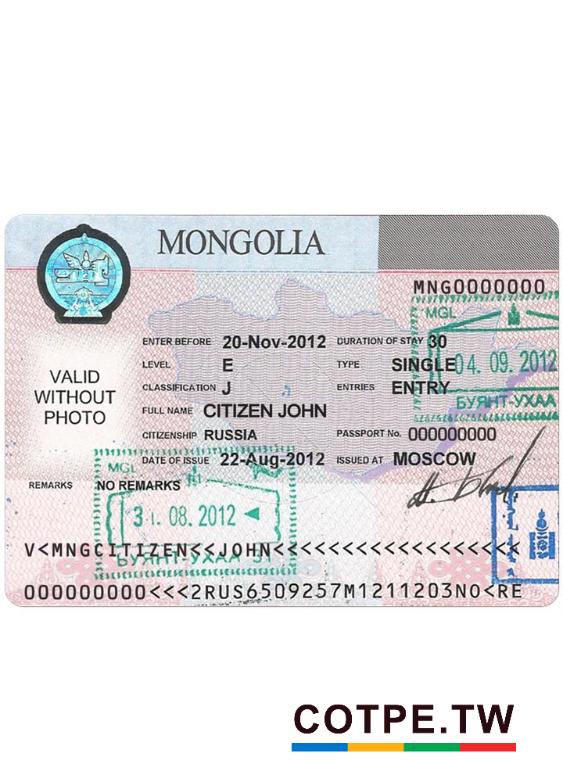 MONGOLIA
MNG0000000
MGL
ENTER BEFORE 20-Nov-2012 DURATION OF STAY 30
LEVEL E TYPE SINGLE
04. 09. 2012
CLASSIFICATION J ENTRIES ENTRY
БУЯНТ-УХАА
VALID
WITHOUT
PHOTO
FULL NAME CITIZEN JOHN
CITIZENSHIP RUSSIA PASSPORT No. 000000000
DATE OF ISSUE 22-Aug-2012 ISSUED AT MOSCOW
MGL
REMARKS NO REMARKS
31. 08. 2012
V<MNGCITIZEN<<JOHN<<<<<<<<<<<<<<<<<<
БУЯНТ-УХАА
000000000<<<2RUS6509257M1211203NO<RE
COTPE.TW